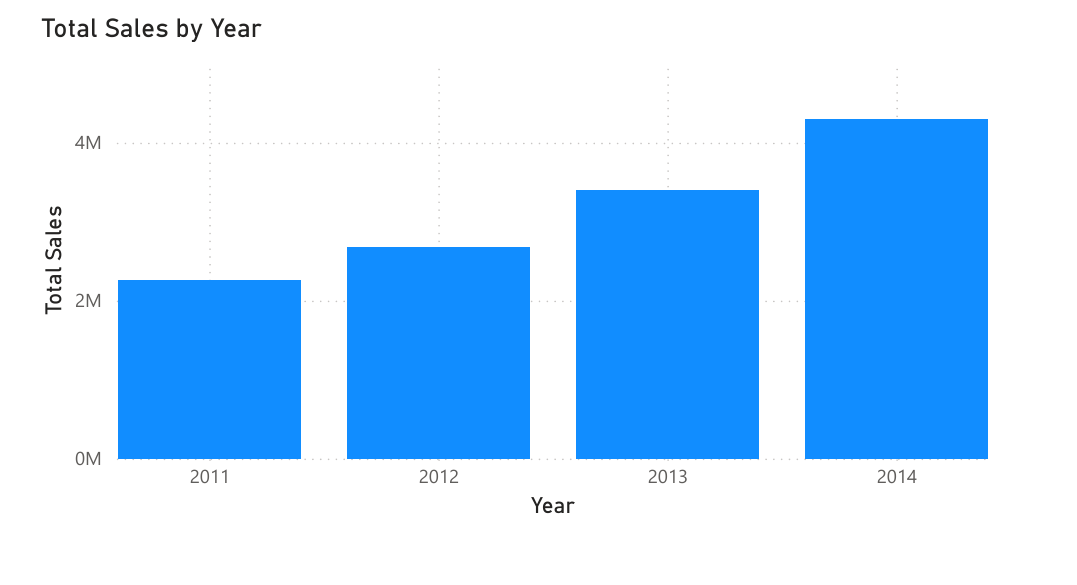 Total Sales by Year
4M
2M
0M
Total Sales
2011 2012 2013 2014
Year